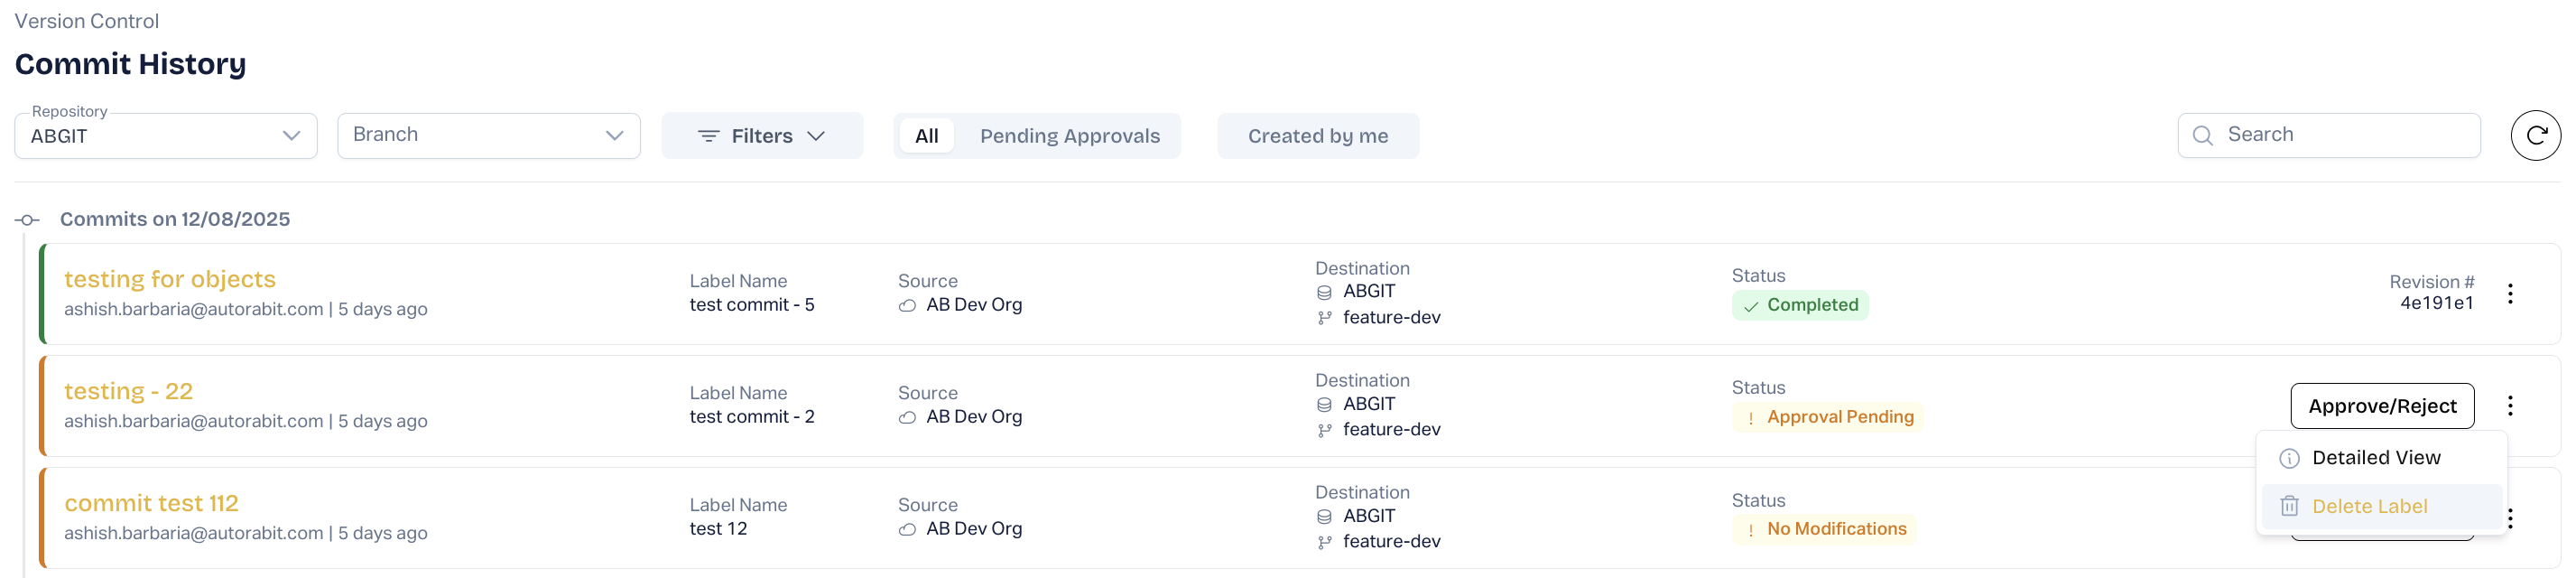 Version Control
Commit History
Repository
ABGIT
Branch
Filters
All
Pending Approvals
Created by me
Search
Commits on 12/08/2025
testing for objects
ashish.barbaria@autorabit.com | 5 days ago
Label Name
test commit - 5
Source
AB Dev Org
Destination
ABGIT
feature-dev
Status
Completed
Revision #
4e191e1
testing - 22
ashish.barbaria@autorabit.com | 5 days ago
Label Name
test commit - 2
Source
AB Dev Org
Destination
ABGIT
feature-dev
Status
! Approval Pending
Approve/Reject
Detailed View
Delete Label
commit test 112
ashish.barbaria@autorabit.com | 5 days ago
Label Name
test 12
Source
AB Dev Org
Destination
ABGIT
feature-dev
Status
! No Modifications